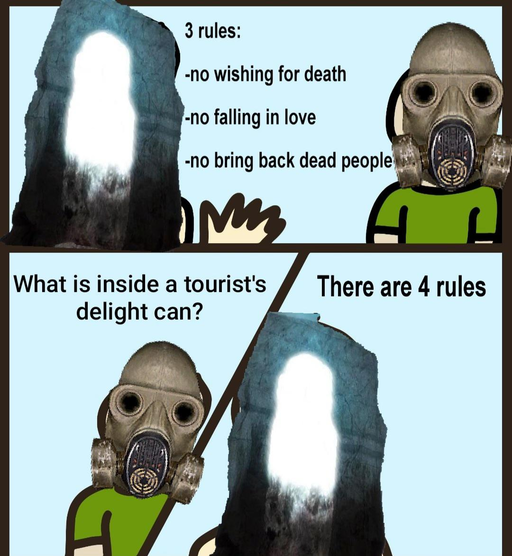 3 rules:
-no wishing for death
-no falling in love
-no bring back dead people
What is inside a tourist's
delight can?
There are 4 rules